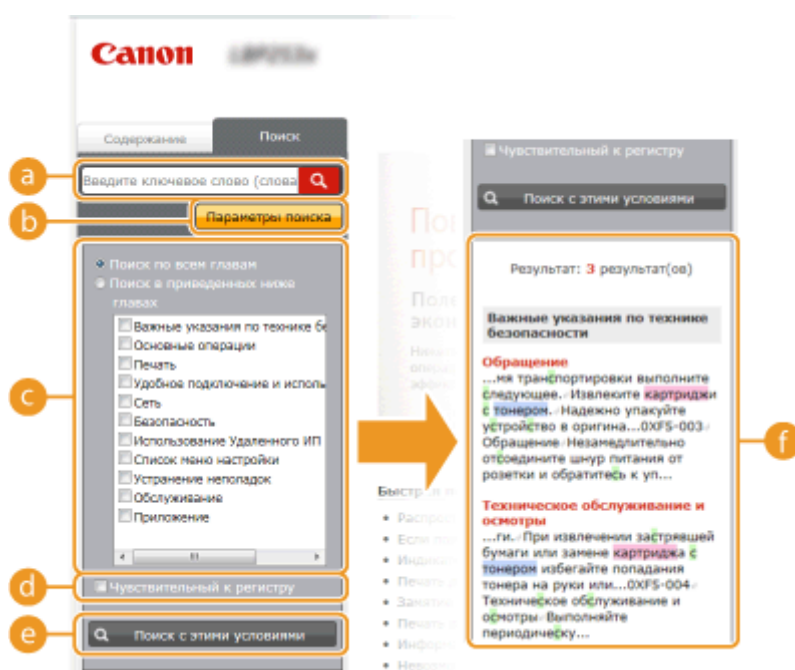 Canon
Содержание
Поиск
a
Введите ключевое слово (слова
b
Параметры поиска
c
Поиск по всем главам
Поиск в приведенных ниже
главах
Важные указания по технике бе
Основные операции
Печать
Удобное подключение и исполь
Сеть
Безопасность
Использование Удаленного ИП
Список меню настройки
Устранение неполадок
Обслуживание
Приложение
d
Чувствительный к регистру
e
Поиск с этими условиями
Чувствительный к регистру
Поиск с этими условиями
f
Результат: 3 результат(ов)
Важные указания по технике
безопасности
Обращение
...мя транспортировки выполните
следующее. Извлеките картриджи
с тонером. Надежно упакуйте
устройство в оригина...0XFS-003
Обращение Незамедлительно
отсоедините шнур питания от
розетки и обратитесь к уп...
Техническое обслуживание и
осмотры
...ги. При извлечении застрявшей
бумаги или замене картриджа с
тонером избегайте попадания
тонера на руки или...0XFS-004
Техническое обслуживание и
осмотры Выполняйте
периодическу...